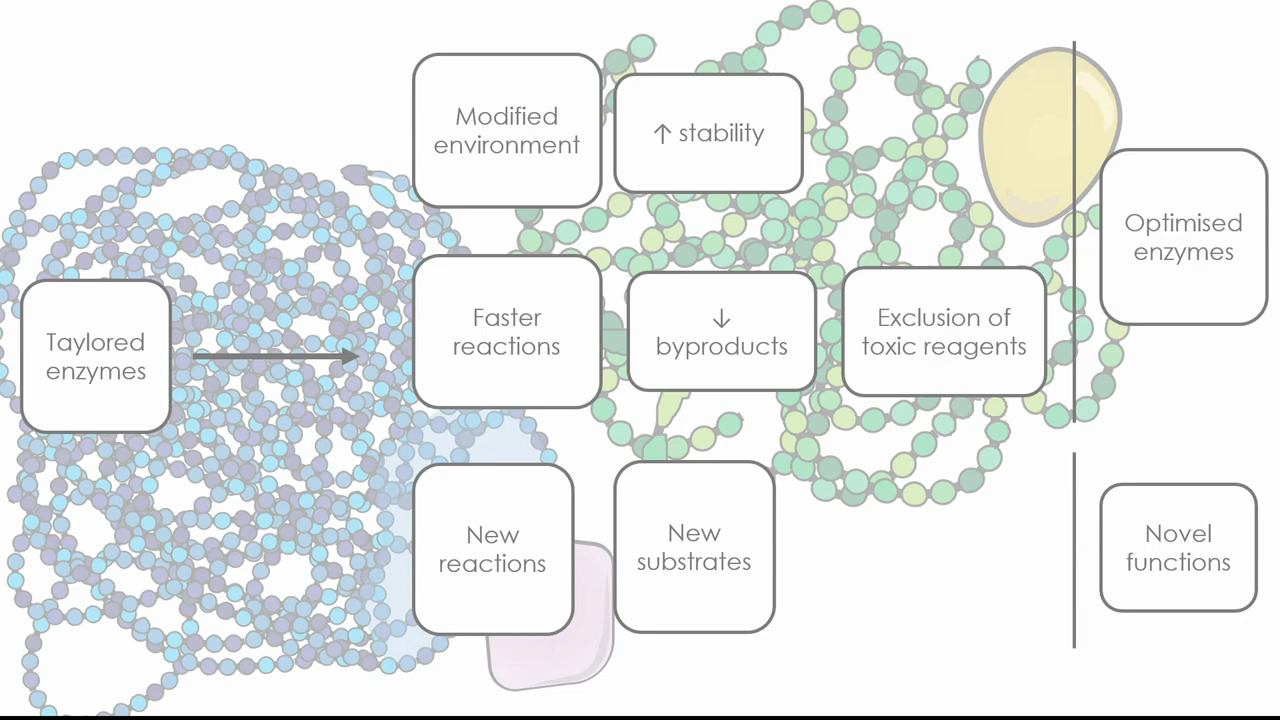 Modified
environment
↑ stability
Optimised
enzymes
Taylored
enzymes
Faster
reactions
↓
byproducts
Exclusion of
toxic reagents
New
reactions
New
substrates
Novel
functions